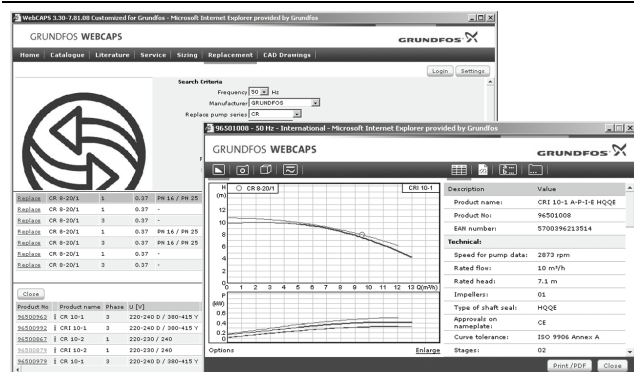 WebCAPS 3.30-7.81.08 Customized for Grundfos - Microsoft Internet Explorer provided by Grundfos
GRUNDFOS WEBCAPS
GRUNDFOS
Home Catalogue Literature Service Sizing Replacement CAD Drawings
Login Settings
Search Criteria
Frequency 50 Hz
Manufacturer GRUNDFOS
Replace pump series CR
Replace CR 8-20/1 1 0.37 PN 16 / PN 25
Replace CR 8-20/1 1 0.37 -
Replace CR 8-20/1 3 0.37 PN 16 / PN 25
Replace CR 8-20/1 3 0.37 -
Replace CR 8-20/1 3 0.37 PN 16 / PN 25
Replace CR 8-20/1 1 0.37 -
Replace CR 8-20/1 3 0.37 -
Close
Product No Product name Phase U [V]
96500963 CR 10-1 3 220-240 D / 380-415 Y
96500992 CRI 10-1 3 220-240 D / 380-415 Y
96500867 CR 10-2 1 220-230 / 240
96500879 CRI 10-2 1 220-230 / 240
96500979 CR 10-1 3 220-240 D / 380-415 Y
96501008 - 50 Hz - International - Microsoft Internet Explorer provided by Grundfos
GRUNDFOS WEBCAPS
GRUNDFOS
H
(m)
CR 8-20/1
CRI 10-1
12
10
8
6
4
2
0
0 1 2 3 4 5 6 7 8 9 10 11 12 13 Q(m³/h)
P
(kW)
0.6
0.4
0.2
0
Options
Enlarge
Description Value
Product name: CRI 10-1 A-P-I-E HQQE
Product No: 96501008
EAN number: 5700396213514
Technical:
Speed for pump data: 2873 rpm
Rated flow: 10 m³/h
Rated head: 7.1 m
Impellers: 01
Type of shaft seal: HQQE
Approvals on
nameplate: CE
Curve tolerance: ISO 9906 Annex A
Stages: 02
Print/PDF Close